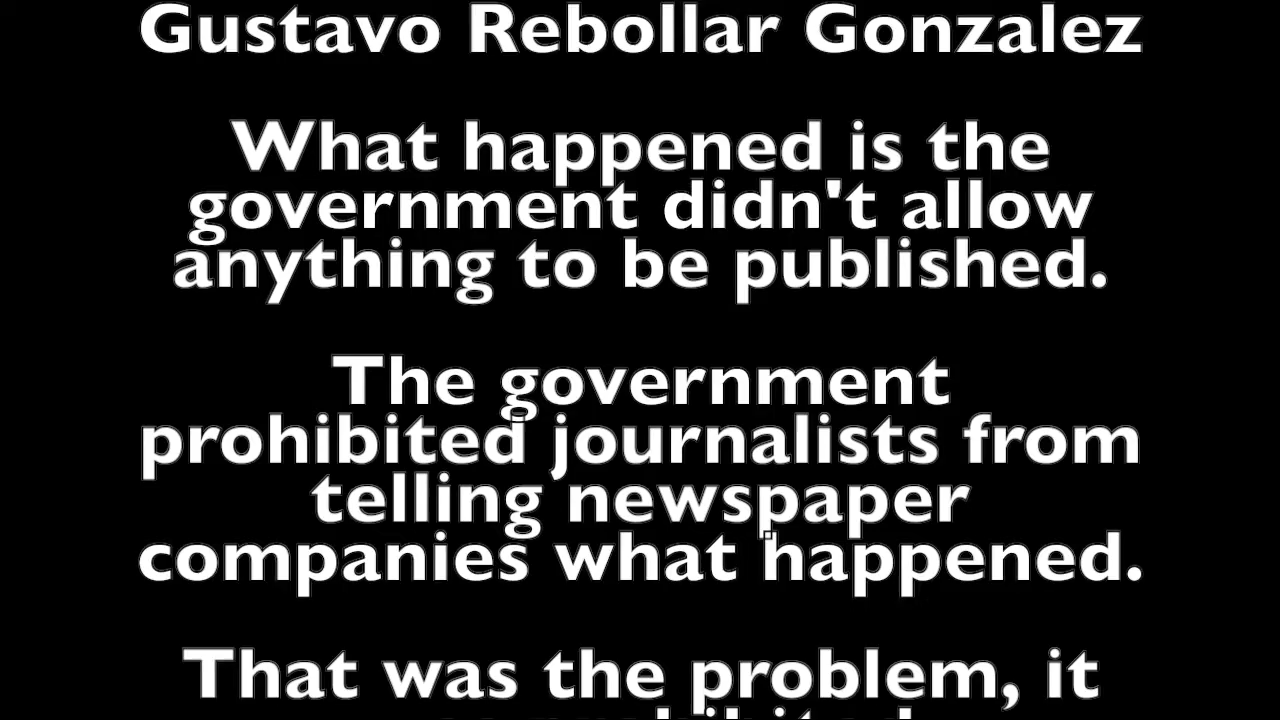 Gustavo Rebollar Gonzalez
What happened is the
government didn't allow
anything to be published.
The government
prohibited journalists from
telling newspaper
companies what happened.
That was the problem, it